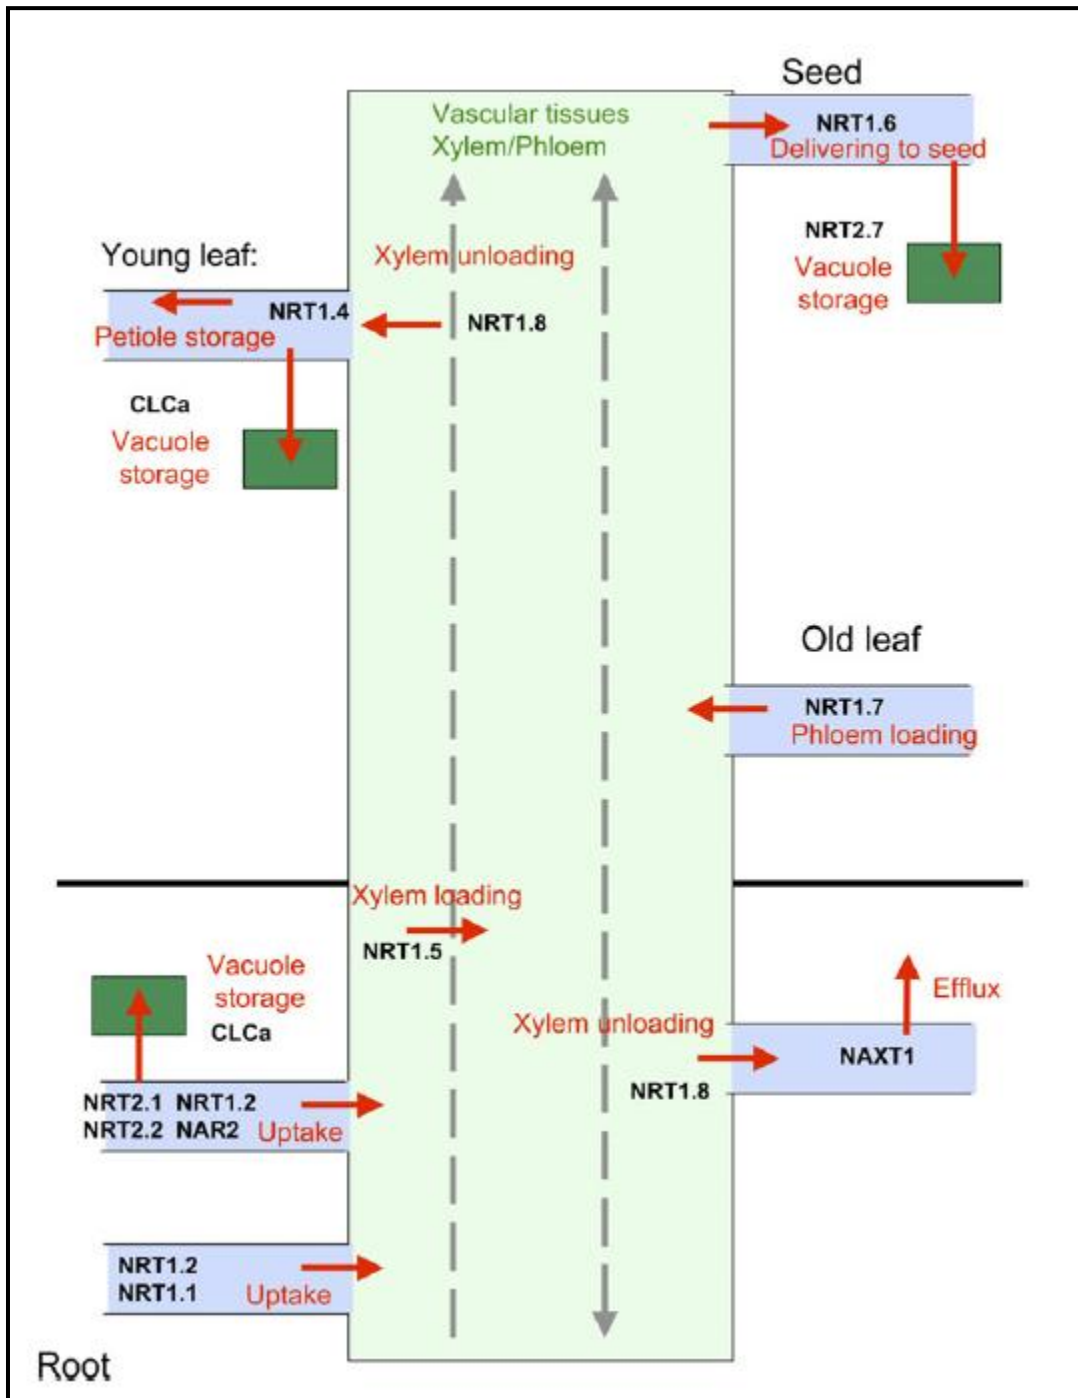 Seed
Vascular tissues
Xylem/Phloem
NRT1.6
Delivering to seed
NRT2.7
Vacuole
storage
Young leaf:
Xylem unloading
NRT1.4
NRT1.8
Petiole storage
CLCa
Vacuole
storage
Old leaf
NRT1.7
Phloem loading
Xylem loading
NRT1.5
Vacuole
storage
CLCa
Efflux
Xylem unloading
NAXT1
NRT1.8
NRT2.1 NRT1.2
NRT2.2 NAR2 Uptake
NRT1.2
NRT1.1 Uptake
Root